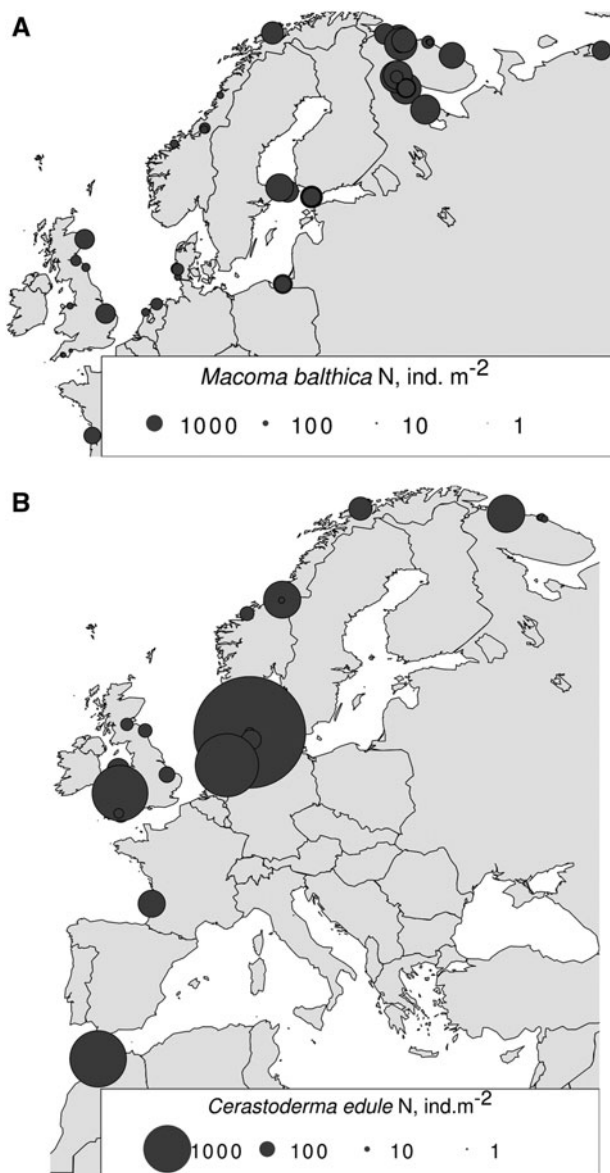 A
Macoma balthica N, ind. m-2
1000 100 10 1
B
Cerastoderma edule N, ind.m-2
1000 100 10 1